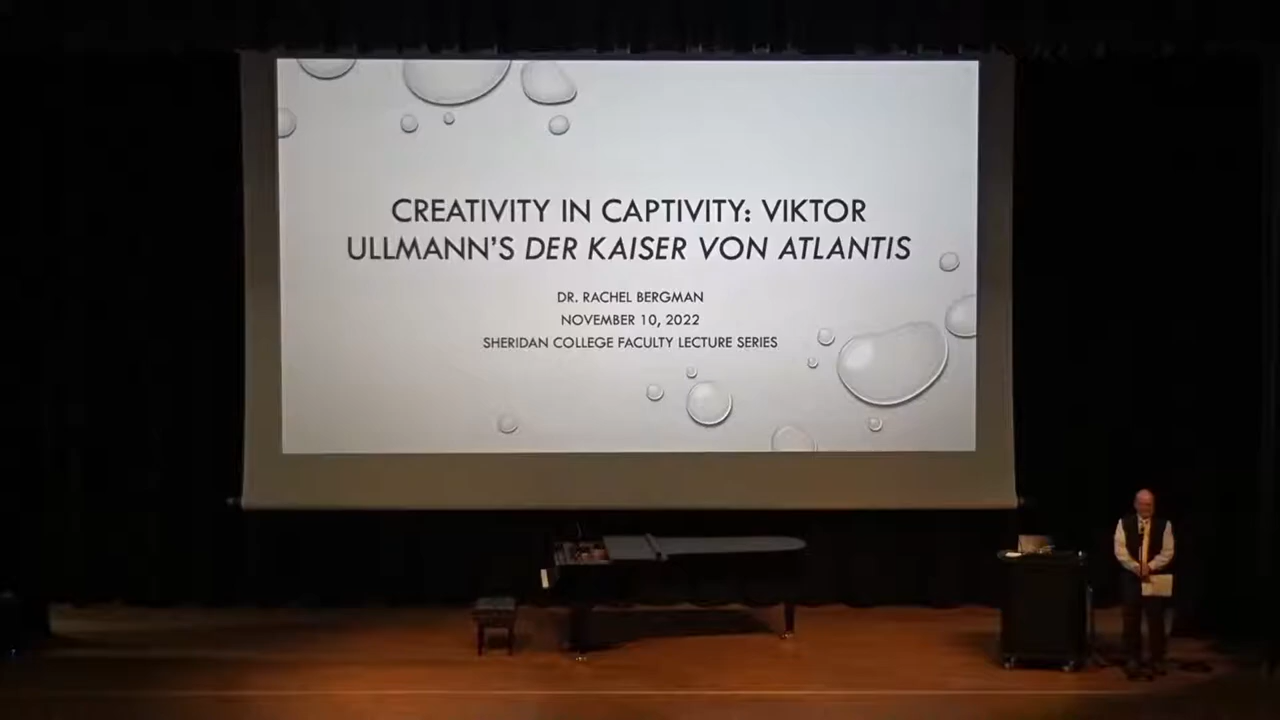 CREATIVITY IN CAPTIVITY: VIKTOR
ULLMANN'S DER KAISER VON ATLANTIS
DR. RACHEL BERGMAN
NOVEMBER 10, 2022
SHERIDAN COLLEGE FACULTY LECTURE SERIES